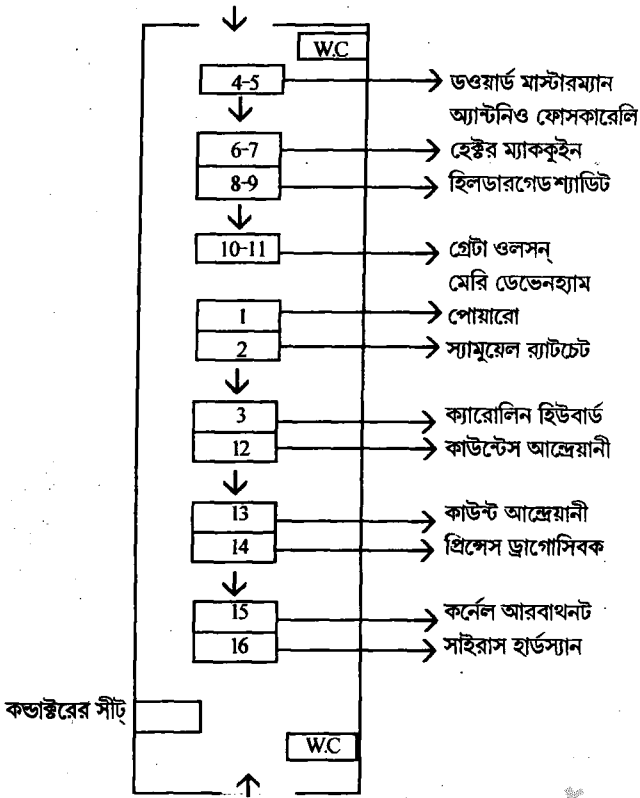 W.C
4-5 ডওয়ার্ড মাস্টারম্যান
অ্যান্টনিও ফোসকারেলি
6-7 হেক্টর ম্যাককুইন
8-9 হিলডারগেডশ্যাডিট
10-11 গ্রেটা ওলসন্
মেরি ডেভেনহ্যাম
1 পোয়ারো
2 স্যামুয়েল র‍্যাটচেট
3 ক্যারোলিন হিউবার্ড
12 কাউন্টেস আন্দ্রেয়ানী
13 কাউন্ট আন্দ্রেয়ানী
14 প্রিন্সেস ড্রাগোসিবক
15 কর্নেল আরবাথনট
16 সাইরাস হার্ডস্যান
কন্ডাক্টরের সীট্
W.C